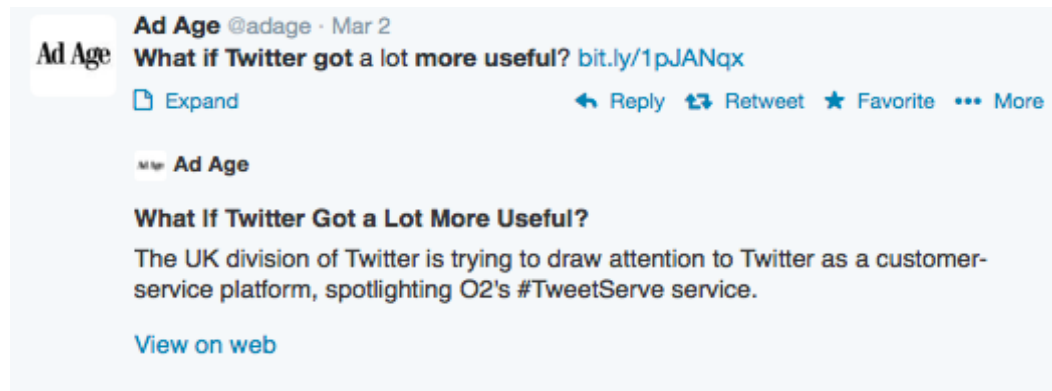 Ad Age @adage · Mar 2
Ad Age
What if Twitter got a lot more useful? bit.ly/1pJANqx
Expand
Reply Retweet Favorite More
Ad Age Ad Age
What If Twitter Got a Lot More Useful?
The UK division of Twitter is trying to draw attention to Twitter as a customer-
service platform, spotlighting O2's #TweetServe service.
View on web